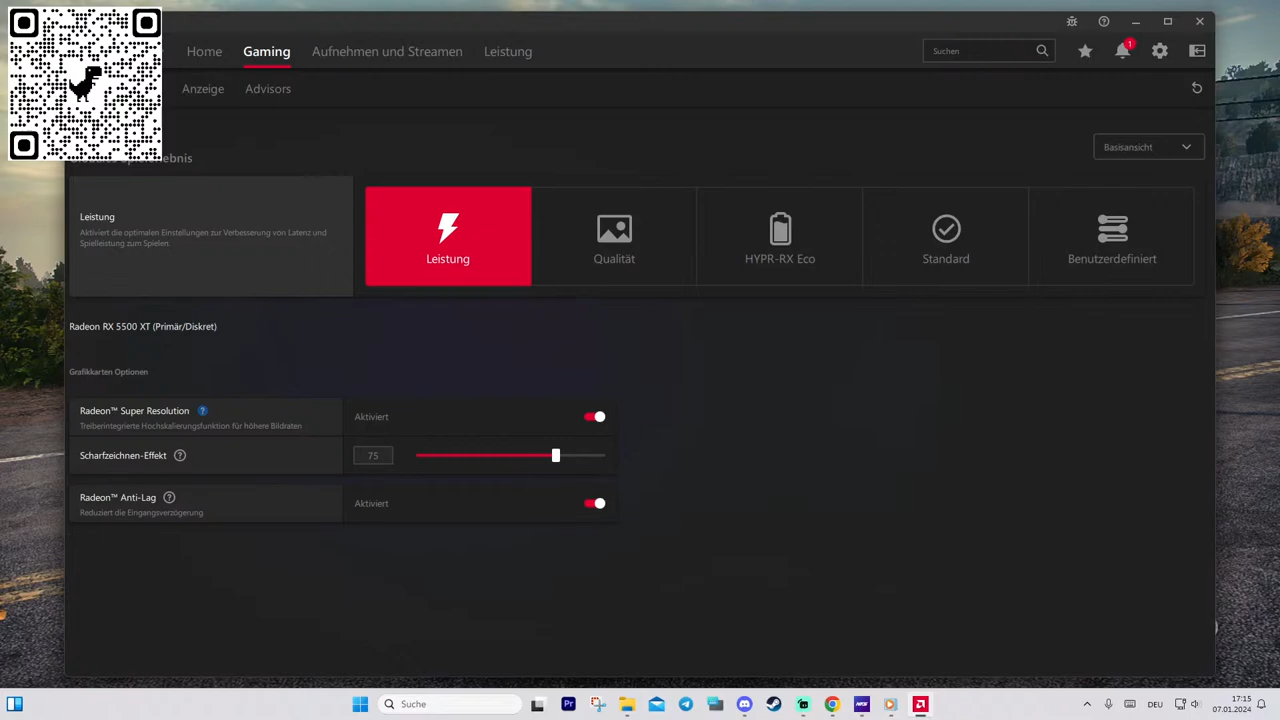 Home
Gaming
Aufnehmen und Streamen
Leistung
Suchen
1
Anzeige
Advisors
Basisansicht
Leistung
Aktiviert die optimalen Einstellungen zur Verbesserung von Latenz und
Spielleistung zum Spielen.
Leistung
Qualität
HYPR-RX Eco
Standard
Benutzerdefiniert
Radeon RX 5500 XT (Primär/Diskret)
Grafikkarten Optionen
Radeon™ Super Resolution ?
Aktiviert
Treiberintegrierte Hochskalierungsfunktion für höhere Bildraten
Scharfzeichnen-Effekt ?
75
Radeon™ Anti-Lag ?
Aktiviert
Reduziert die Eingangsverzögerung.
Suche
Pr
DEU
17:15
07.01.2024